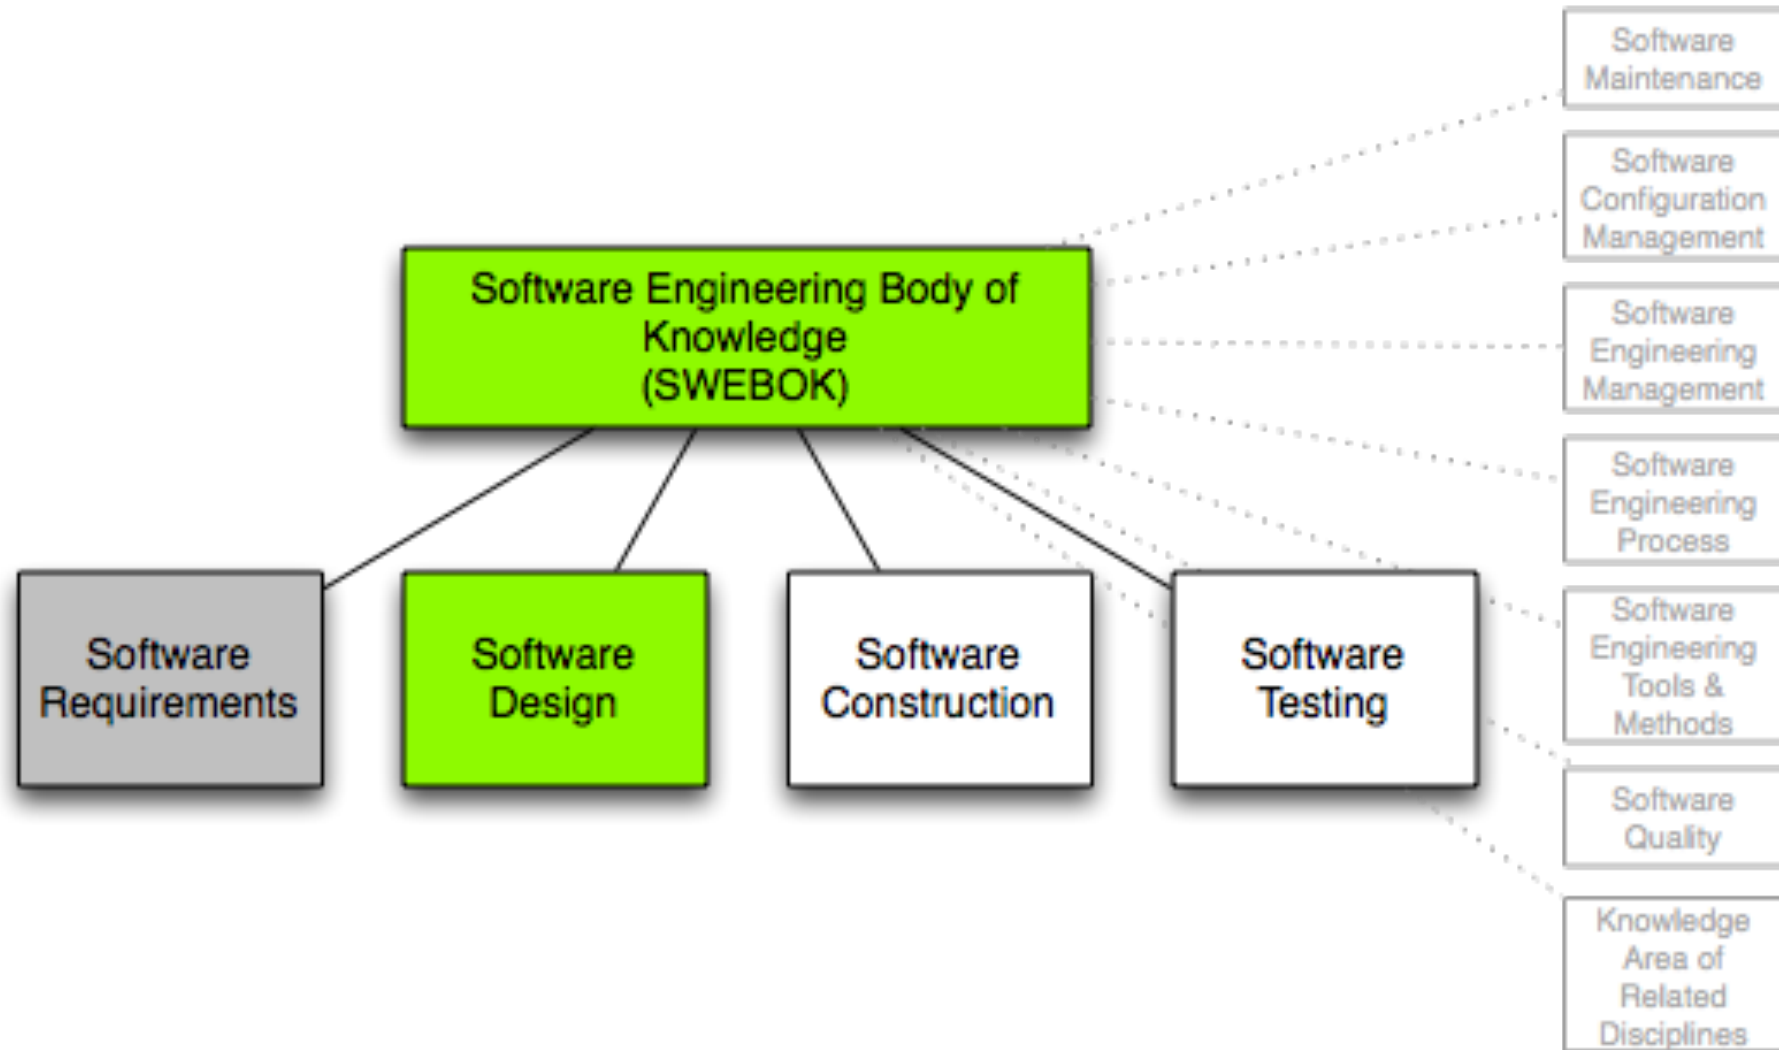 Software Engineering Body of
Knowledge
(SWEBOK)
Software
Requirements
Software
Design
Software
Construction
Software
Testing
Software
Maintenance
Software
Configuration
Management
Software
Engineering
Management
Software
Engineering
Process
Software
Engineering
Tools &
Methods
Software
Quality
Knowledge
Area of
Related
Disciplines